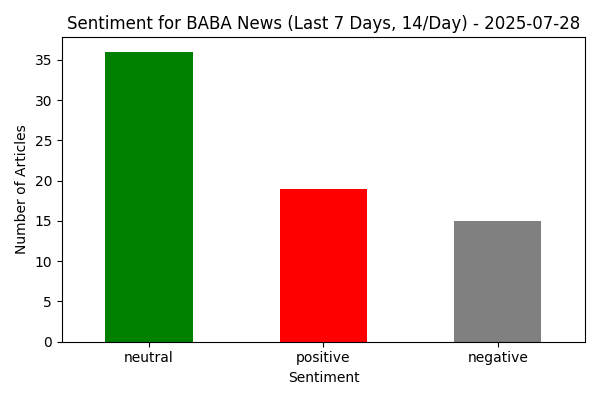 Sentiment for BABA News (Last 7 Days, 14/Day) - 2025-07-28
Number of Articles
35
30
25
20
15
10
5
0
neutral positive negative
Sentiment